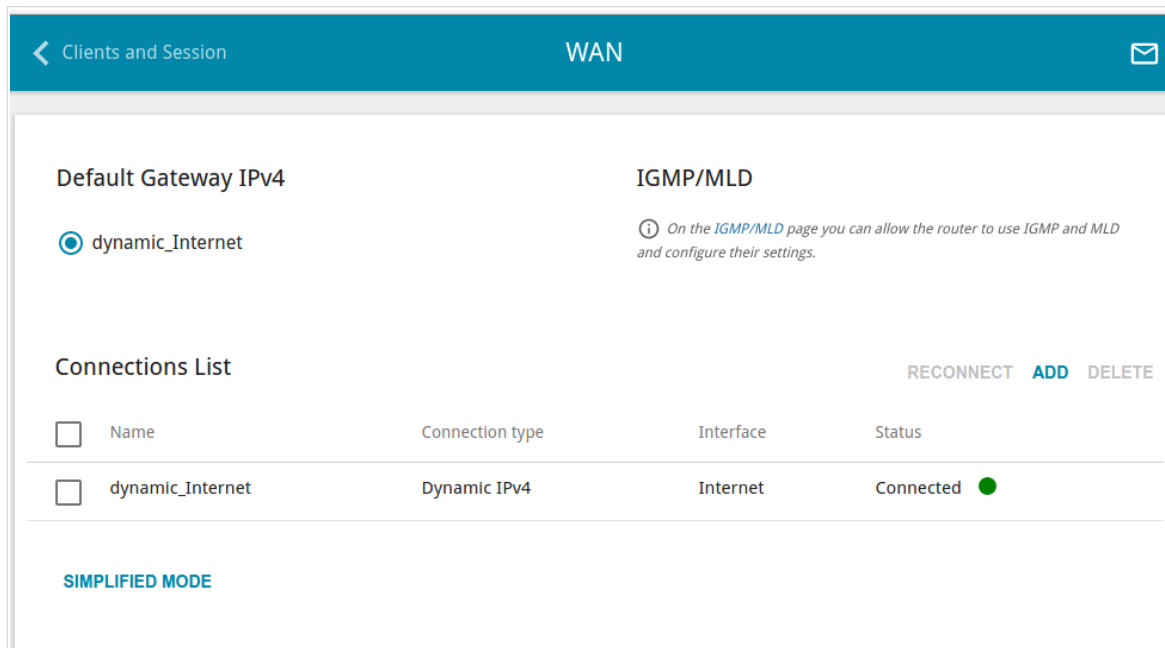 Clients and Session
WAN
Default Gateway IPv4
dynamic_Internet
IGMP/MLD
On the IGMP/MLD page you can allow the router to use IGMP and MLD
and configure their settings.
Connections List
RECONNECT ADD DELETE
Name Connection type Interface Status
dynamic_Internet Dynamic IPv4 Internet Connected
SIMPLIFIED MODE